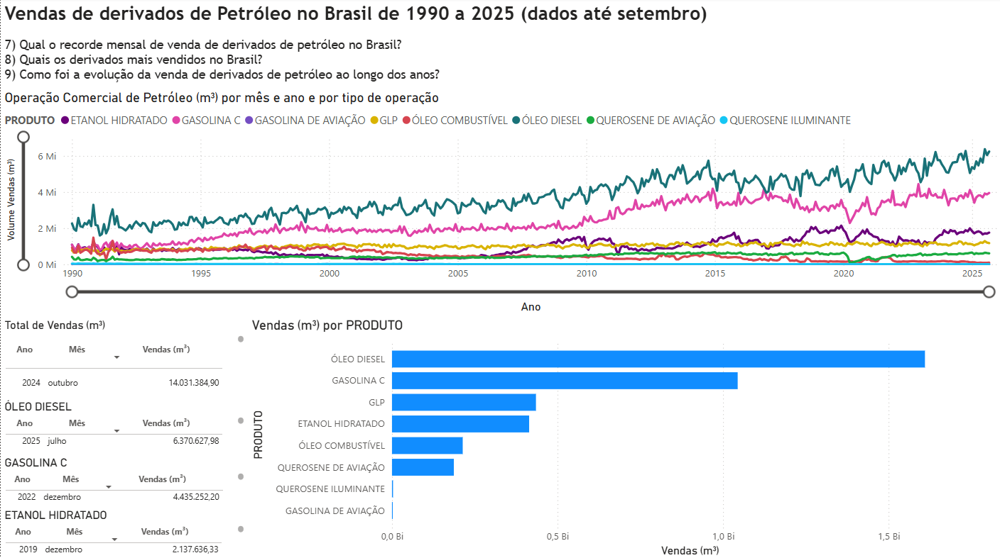 Vendas de derivados de Petróleo no Brasil de 1990 a 2025 (dados até setembro)
7) Qual o recorde mensal de venda de derivados de petróleo no Brasil?
8) Quais os derivados mais vendidos no Brasil?
9) Como foi a evolução da venda de derivados de petróleo ao longo dos anos?
Operação Comercial de Petróleo (m³) por mês e ano e por tipo de operação
PRODUTO ETANOL HIDRATADO GASOLINA C GASOLINA DE AVIAÇÃO GLP ÓLEO COMBUSTÍVEL ÓLEO DIESEL QUEROSENE DE AVIAÇÃO QUEROSENE ILUMINANTE
Volume Vendas (m³)
6 Mi
4 Mi
2 Mi
0 Mi
1990 1995 2000 2005 2010 2015 2020 2025
Ano
Total de Vendas (m³)
Ano Mês Vendas (m³)
2024 outubro 14.031.384,90
ÓLEO DIESEL
Ano Mês Vendas (m³)
2025 julho 6.370.627,98
GASOLINA C
Ano Mês Vendas (m³)
2022 dezembro 4.435.252,20
ETANOL HIDRATADO
Ano Mês Vendas (m³)
2019 dezembro 2.137.636,33
Vendas (m³) por PRODUTO
PRODUTO
ÓLEO DIESEL
GASOLINA C
GLP
ETANOL HIDRATADO
ÓLEO COMBUSTÍVEL
QUEROSENE DE AVIAÇÃO
QUEROSENE ILUMINANTE
GASOLINA DE AVIAÇÃO
0,0 Bi 0,5 Bi 1,0 Bi 1,5 Bi
Vendas (m³)